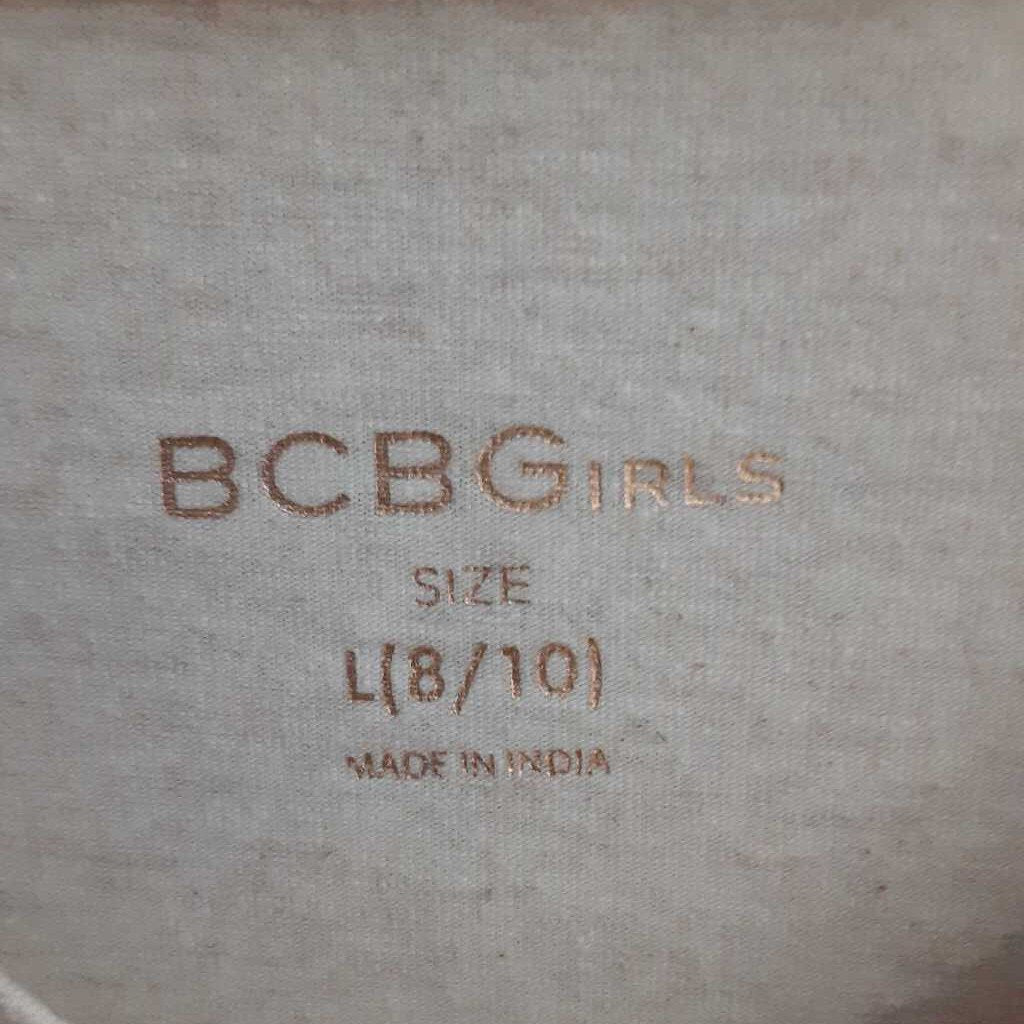 BCBGIRLS
SIZE
L(8/10)
MADE IN INDIA